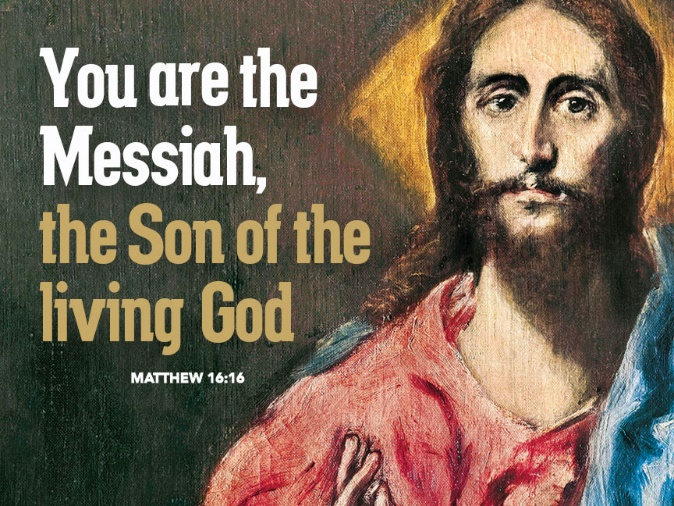 You are the
Messiah,
the Son of the
living God
MATTHEW 16:16